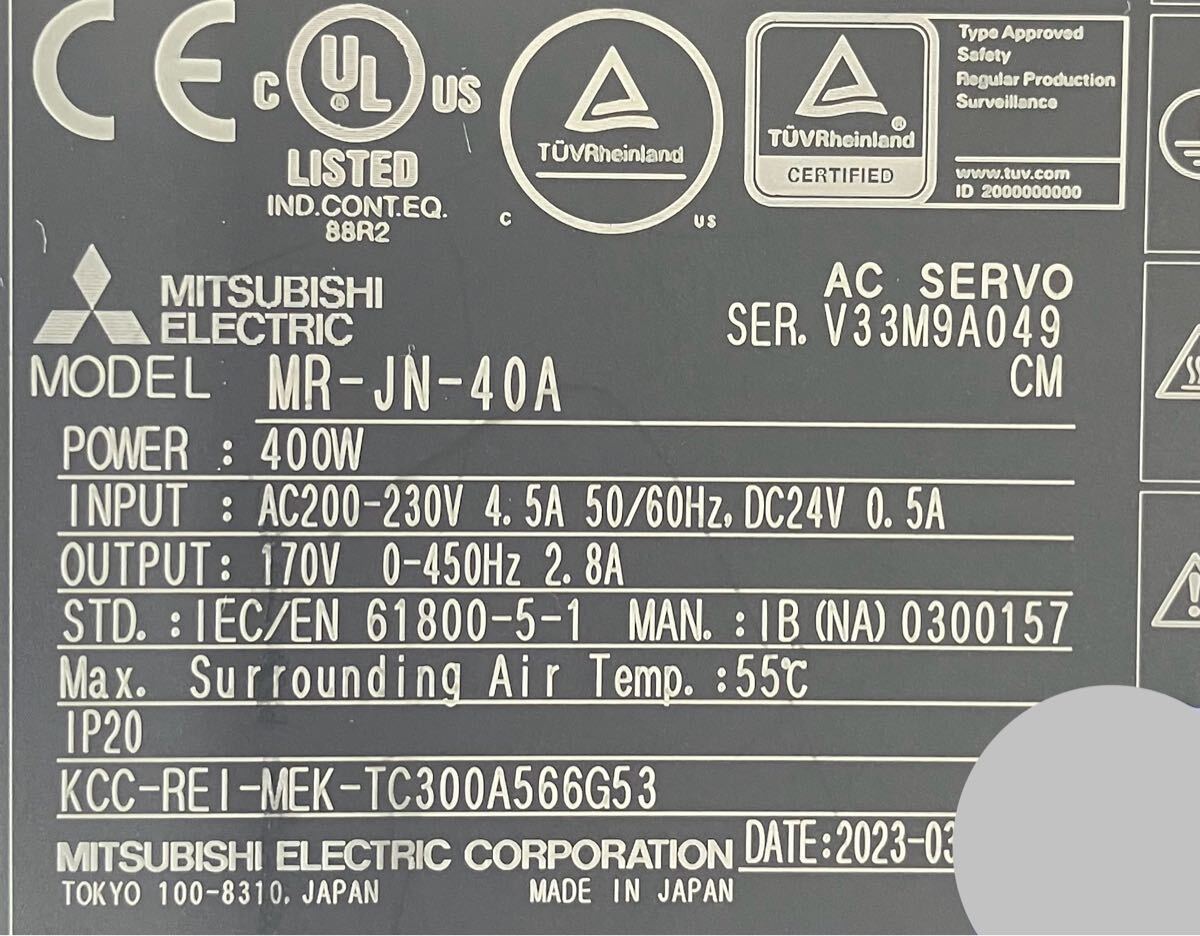 CE
C UL US
LISTED
IND.CONT.EQ.
88R2
TÜVRheinland
C US
TÜVRheinland®
CERTIFIED
Type Approved
Safety
Regular Production
Surveillance
www.tuv.com
ID 2000000000
MITSUBISHI
ELECTRIC
AC SERVO
SER. V33M9A049
CM
MODEL MR-JN-40A
POWER : 400W
INPUT : AC200-230V 4.5A 50/60Hz, DC24V 0.5A
OUTPUT : 170V 0-450Hz 2.8A
STD. : IEC/EN 61800-5-1 MAN. : IB (NA) 0300157
Max. Surrounding Air Temp. : 55℃
IP20
KCC-REI-MEK-TC300A566G53
MITSUBISHI ELECTRIC CORPORATION DATE:2023-03
TOKYO 100-8310, JAPAN MADE IN JAPAN